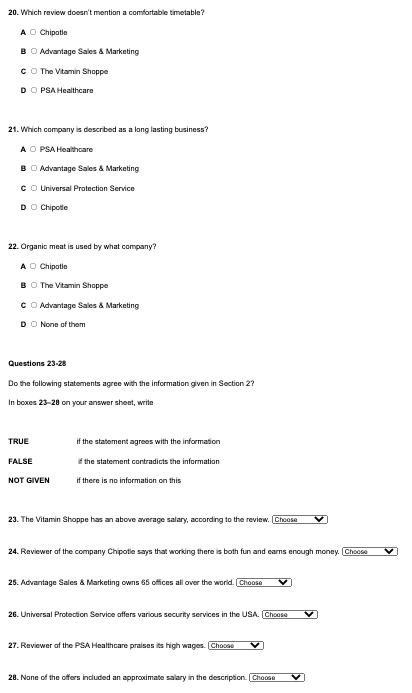 20. Which review doesn't mention a comfortable timetable?
A Chipotle
B Advantage Sales & Marketing
C The Vitamin Shoppe
D PSA Healthcare
21. Which company is described as a long lasting business?
A PSA Healthcare
B Advantage Sales & Marketing
C Universal Protection Service
D Chipotle
22. Organic meat is used by what company?
A Chipotle
B The Vitamin Shoppe
C Advantage Sales & Marketing
D None of them
Questions 23-28
Do the following statements agree with the information given in Section 2?
In boxes 23–28 on your answer sheet, write
TRUE if the statement agrees with the information
FALSE if the statement contradicts the information
NOT GIVEN if there is no information on this
23. The Vitamin Shoppe has an above average salary, according to the review. Choose
24. Reviewer of the company Chipotle says that working there is both fun and earns enough money. Choose
25. Advantage Sales & Marketing owns 65 offices all over the world. Choose
26. Universal Protection Service offers various security services in the USA. Choose
27. Reviewer of the PSA Healthcare praises its high wages. Choose
28. None of the offers included an approximate salary in the description. Choose